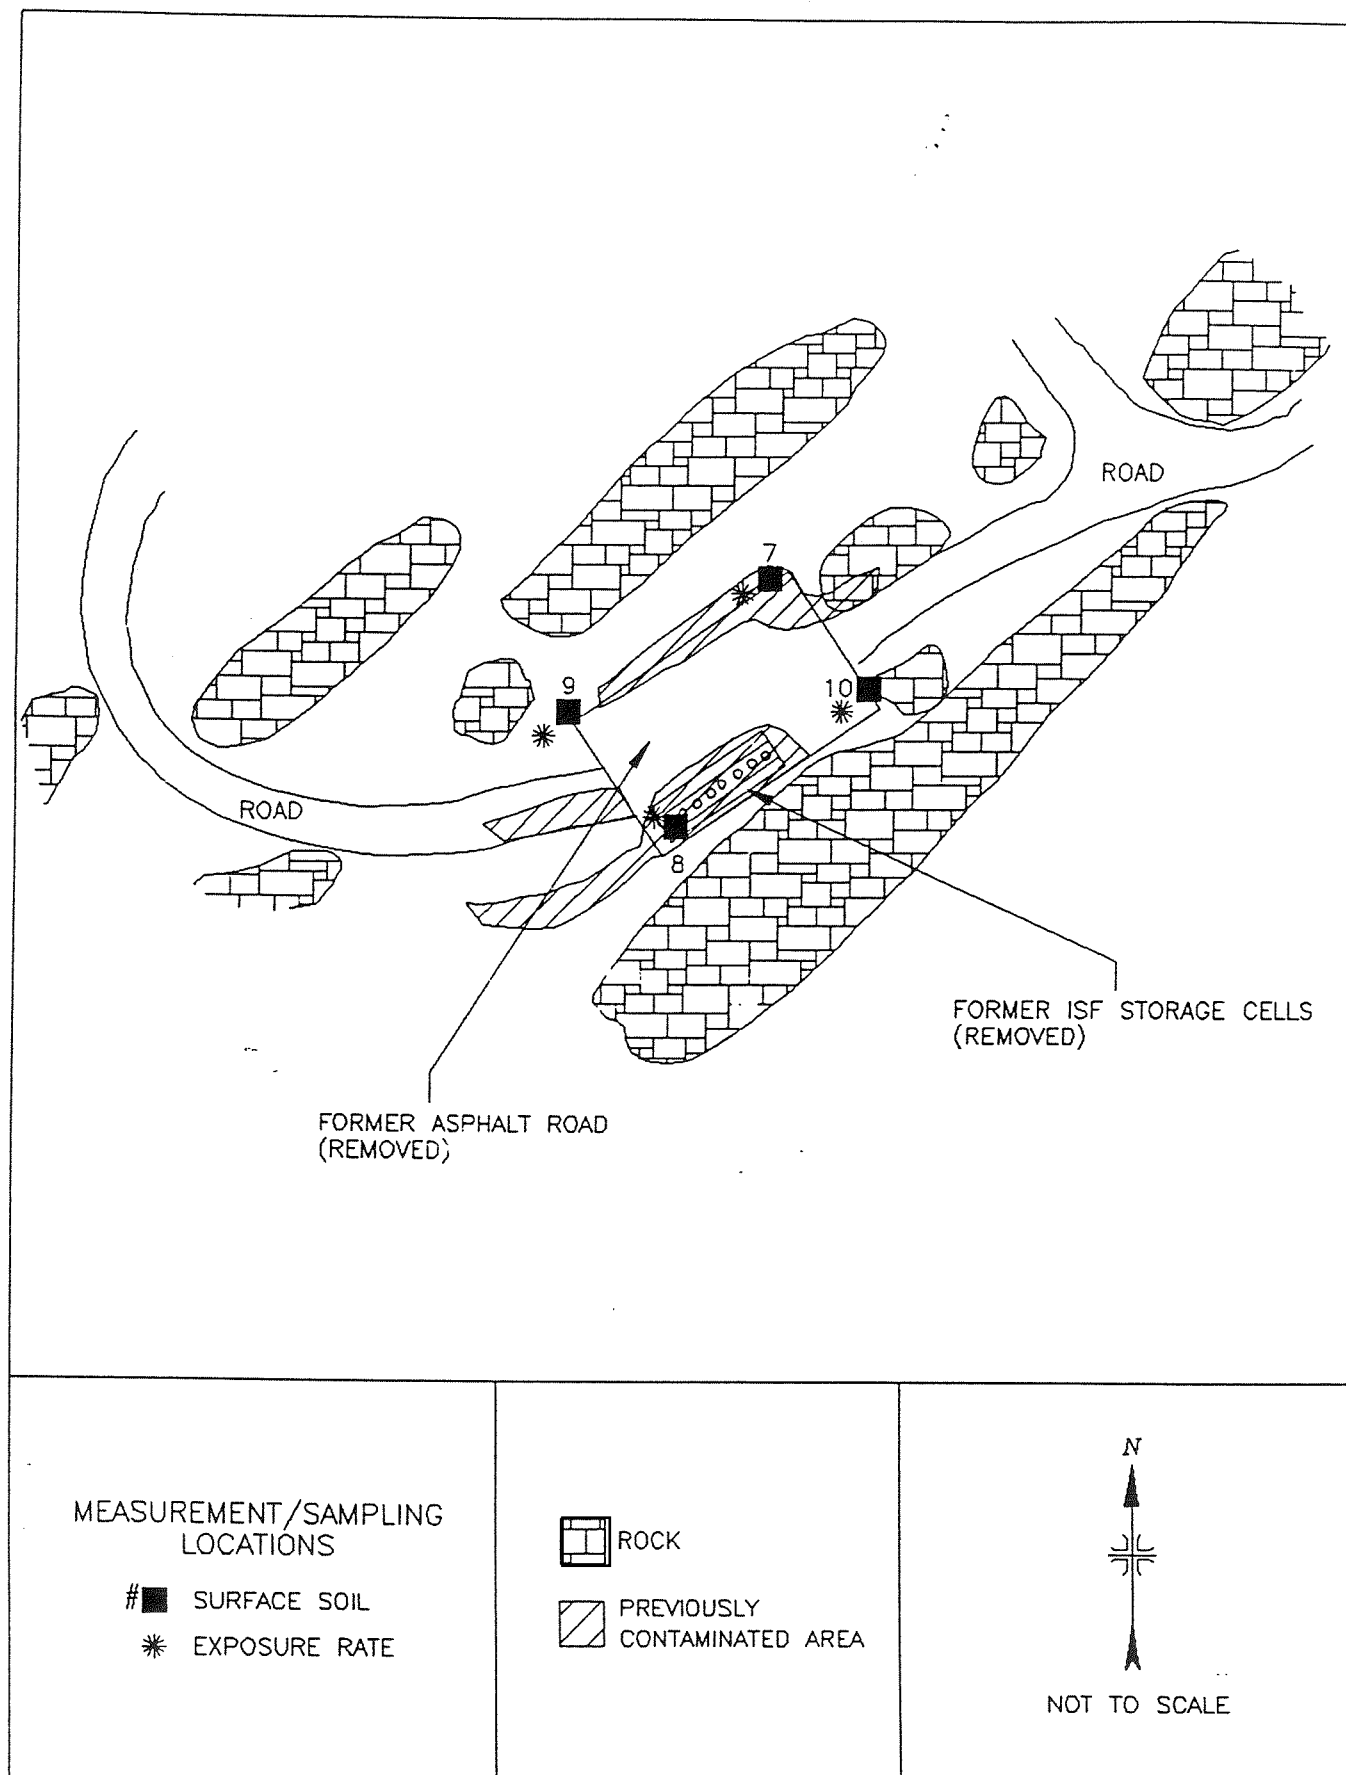 ROAD
7
9
10
ROAD
8
FORMER ISF STORAGE CELLS
(REMOVED)
FORMER ASPHALT ROAD
(REMOVED)
MEASUREMENT/SAMPLING
LOCATIONS
# SURFACE SOIL
EXPOSURE RATE
ROCK
PREVIOUSLY
CONTAMINATED AREA
N
NOT TO SCALE